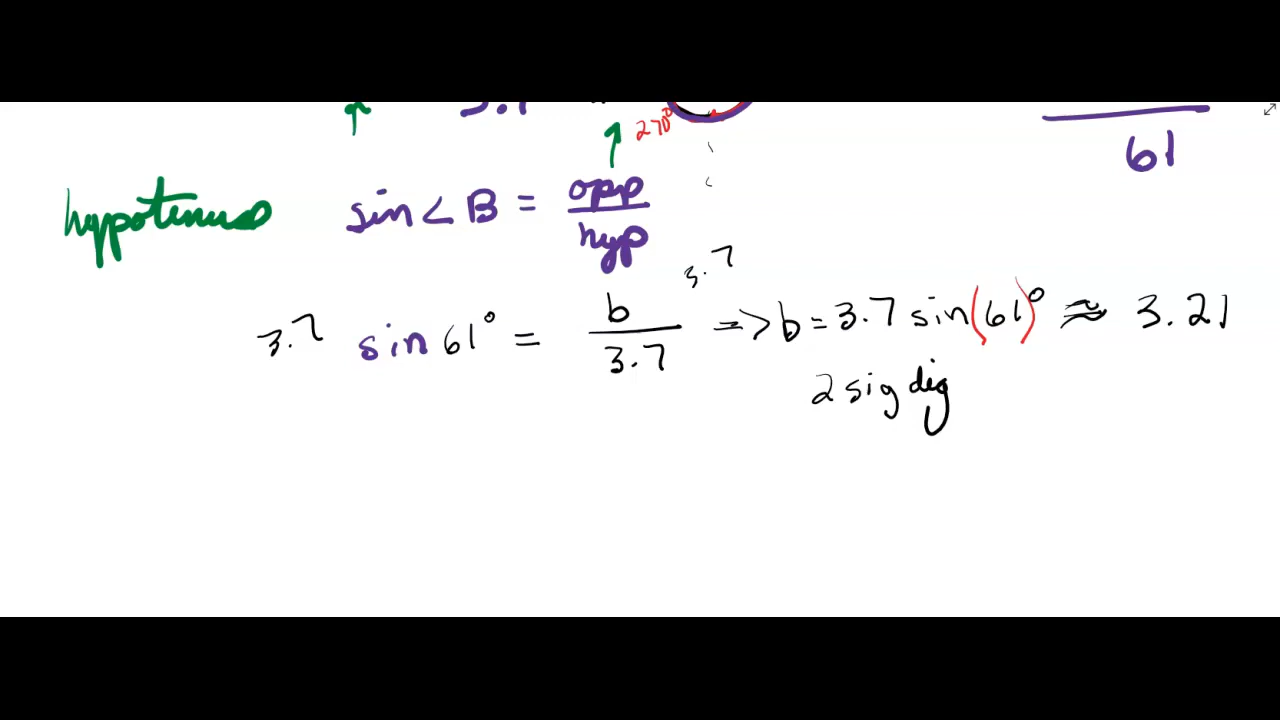 270°
61
hypotenuse sin∠B = opp/hyp
3.7
3.7 sin 61° = b/3.7 => b = 3.7 sin(61)° ≈ 3.21
2 sig dig